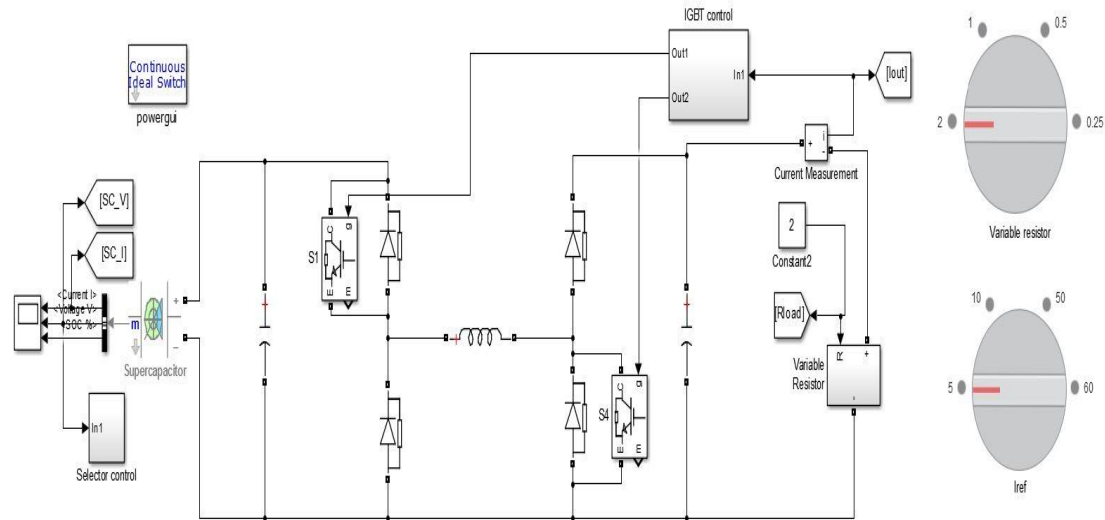 IGBT control
Out1
Out2
In1
[Iout]
1
0.5
2
0.25
Variable resistor
Continuous
Ideal Switch
powergui
+
i
-
Current Measurement
[SC_V]
[SC_I]
<Current I>
<Voltage V>
<SOC %>
m
+
–
Supercapacitor
In1
Selector control
S1
g
C
E
m
S4
g
C
E
m
2
Constant2
[Rload]
R
+
-
Variable
Resistor
10
50
5
60
Iref